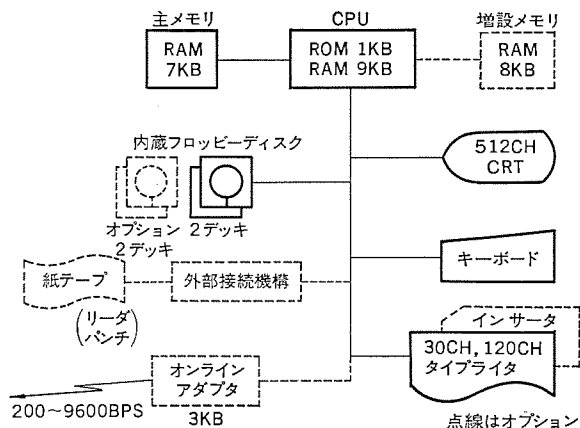 主メモリ
CPU
増設メモリ
RAM
7KB
ROM 1KB
RAM 9KB
RAM
8KB
内蔵フロッピーディスク
512CH
CRT
オプション
2デッキ
2デッキ
キーボード
紙テープ
外部接続機構
(リーダ
パンチ)
インサータ
30CH, 120CH
タイプライタ
オンライン
アダプタ
200~9600BPS
3KB
点線はオプション